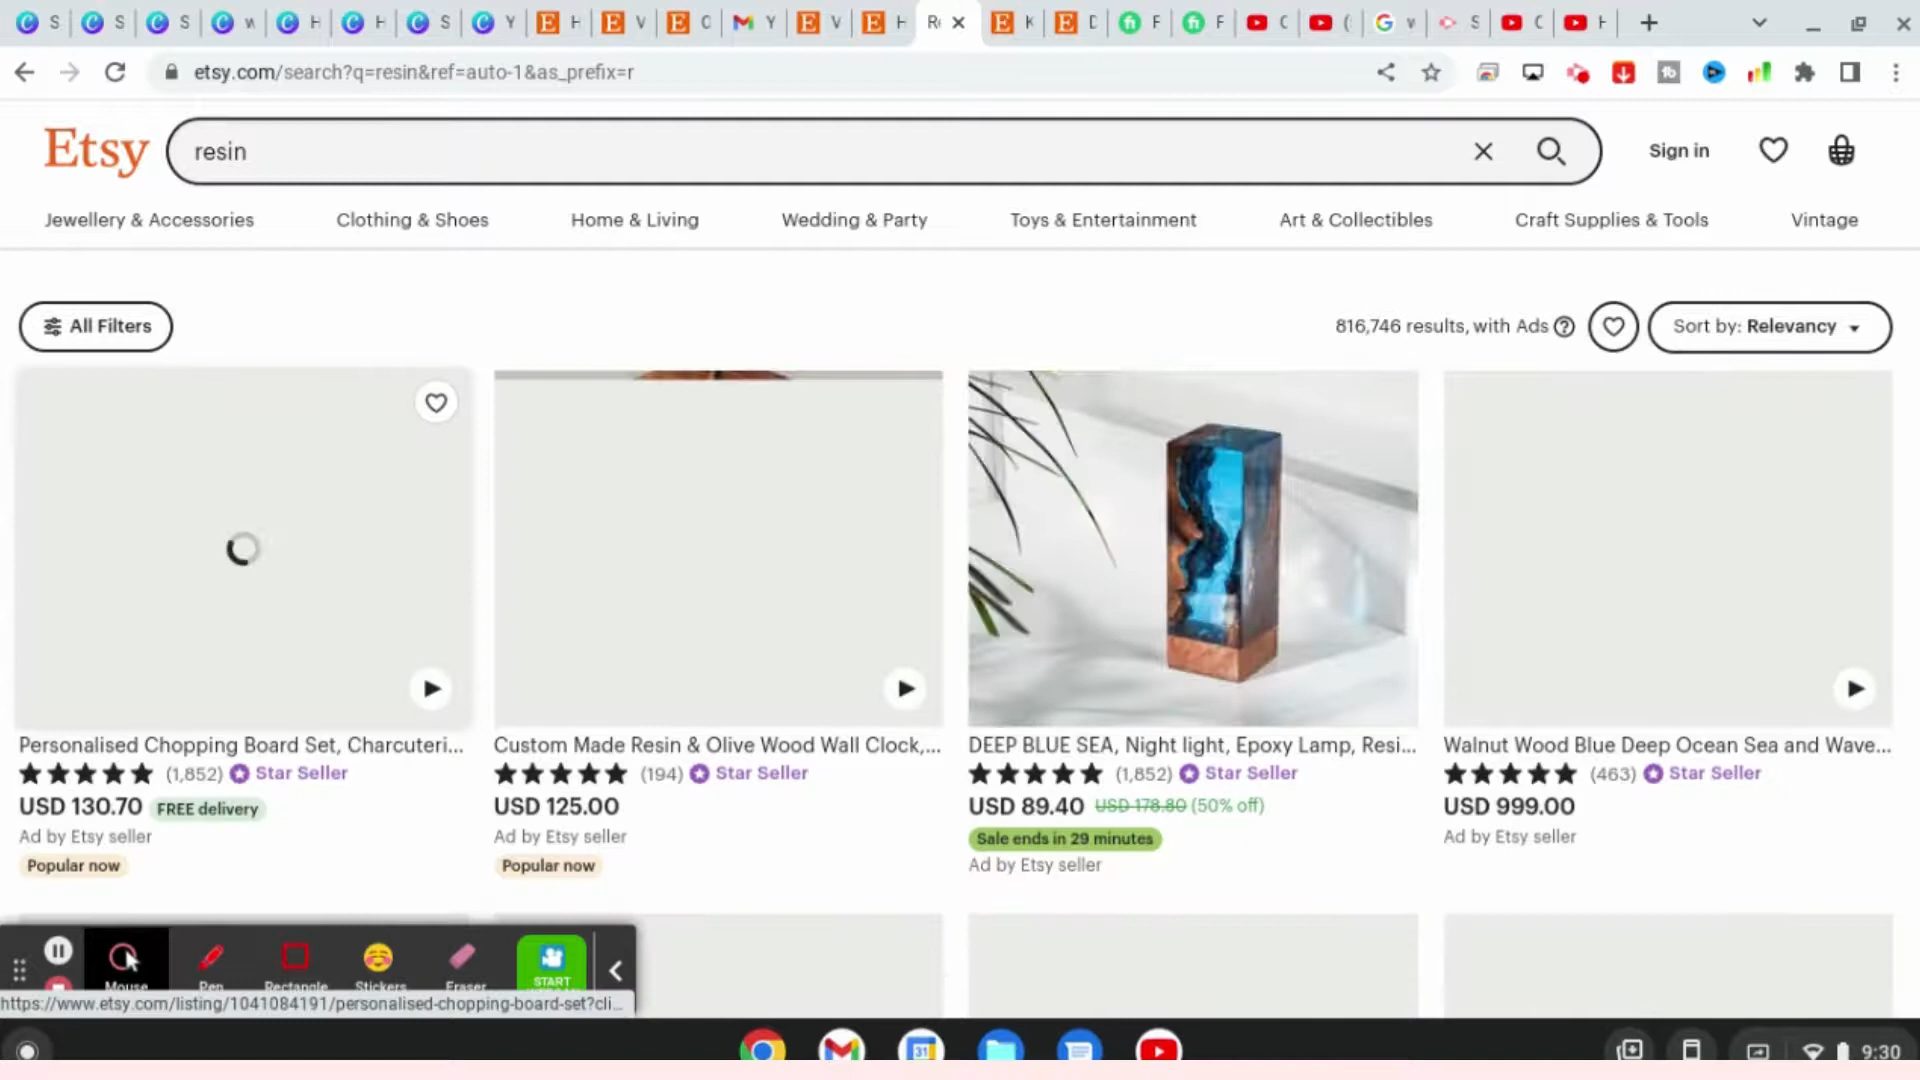 S S S w H H S Y H V C Y V H Re K D F F C ( v S C H
etsy.com/search?q=resin&ref=auto-1&as_prefix=r
Etsy resin Sign in
Jewellery & Accessories Clothing & Shoes Home & Living Wedding & Party Toys & Entertainment Art & Collectibles Craft Supplies & Tools Vintage
All Filters 816,746 results, with Ads ? Sort by: Relevancy
Personalised Chopping Board Set, Charcuteri...
★★★★★ (1,852) Star Seller
USD 130.70 FREE delivery
Ad by Etsy seller
Popular now
Custom Made Resin & Olive Wood Wall Clock,...
★★★★★ (194) Star Seller
USD 125.00
Ad by Etsy seller
Popular now
DEEP BLUE SEA, Night light, Epoxy Lamp, Resi...
★★★★★ (1,852) Star Seller
USD 89.40 USD 178.80 (50% off)
Sale ends in 29 minutes
Ad by Etsy seller
Walnut Wood Blue Deep Ocean Sea and Wave...
★★★★★ (463) Star Seller
USD 999.00
Ad by Etsy seller
Mouse Pen Rectangle Stickers Eraser START
https://www.etsy.com/listing/1041084191/personalised-chopping-board-set?cli...
31 9:30